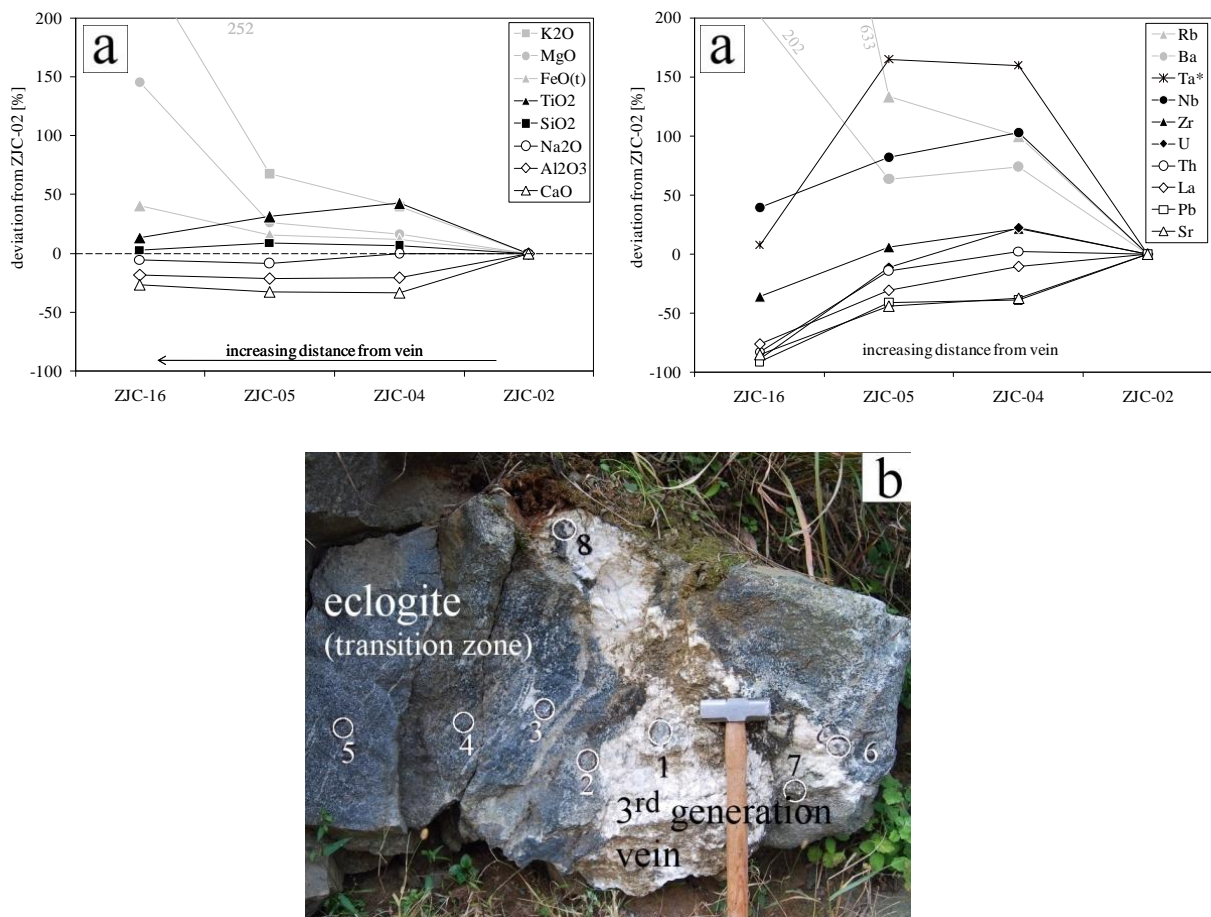 a
deviation from ZJC-02 [%]
200
150
100
50
0
-50
-100
252
K2O
MgO
FeO(t)
TiO2
SiO2
Na2O
Al2O3
CaO
increasing distance from vein
ZJC-16
ZJC-05
ZJC-04
ZJC-02
a
deviation from ZJC-02 [%]
200
150
100
50
0
-50
-100
202
633
Rb
Ba
Ta*
Nb
Zr
U
Th
La
Pb
Sr
increasing distance from vein
ZJC-16
ZJC-05
ZJC-04
ZJC-02
b
8
eclogite
(transition zone)
5
4
3
2
1
7
6
3rd generation
vein